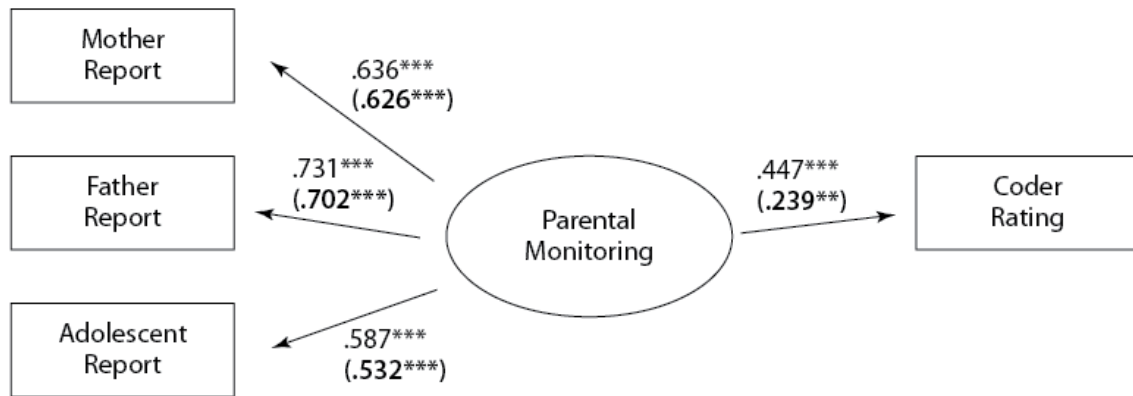 Mother
Report
.636***
(.626***)
Father
Report
.731***
(.702***)
Adolescent
Report
.587***
(.532***)
Parental
Monitoring
.447***
(.239**)
Coder
Rating